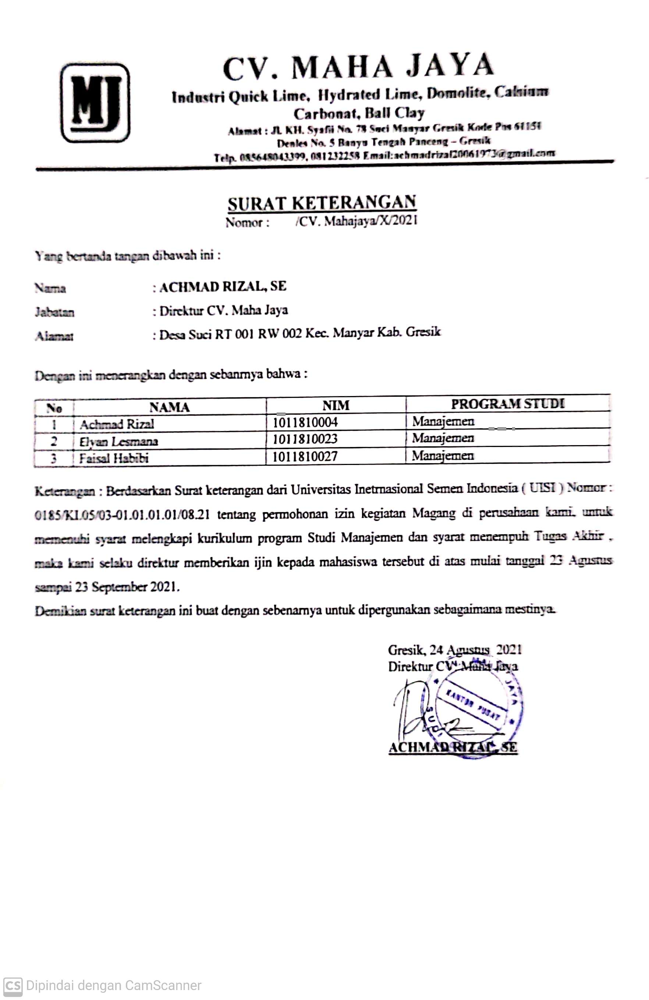 MJ
CV. MAHA JAYA
Industri Quick Lime, Hydrated Lime, Domolite, Calsium
Carbonat, Ball Clay
Alamat : Jl. KH. Syafii No. 78 Suci Manyar Gresik Kode Pos 61151
Denles No. 5 Banyu Tengah Panceng – Gresik
Telp. 085648043399, 081232258 Email:achmadrizal20061973@gmail.com
SURAT KETERANGAN
Nomor : /CV. Mahajaya/X/2021
Yang bertanda tangan dibawah ini :
Nama : ACHMAD RIZAL, SE
Jabatan : Direktur CV. Maha Jaya
Alamat : Desa Suci RT 001 RW 002 Kec. Manyar Kab. Gresik
Dengan ini menerangkan dengan sebanrnya bahwa :
No NAMA NIM PROGRAM STUDI
1 Achmad Rizal 1011810004 Manajemen
2 Elyan Lesmana 1011810023 Manajemen
3 Faisal Habibi 1011810027 Manajemen
Keterangan : Berdasarkan Surat keterangan dari Universitas Inetrnasional Semen Indonesia ( UISI ) Nomor :
0185/KI.05/03-01.01.01.01/08.21 tentang permohonan izin kegiatan Magang di perusahaan kami, untuk
memenuhi syarat melengkapi kurikulum program Studi Manajemen dan syarat menempuh Tugas Akhir ,
maka kami selaku direktur memberikan ijin kepada mahasiswa tersebut di atas mulai tanggal 23 Agustus
sampai 23 September 2021.
Demikian surat keterangan ini buat dengan sebenarnya untuk dipergunakan sebagaimana mestinya.
Gresik, 24 Agustus 2021
Direktur CV. Maha Jaya
JAYA
KANTOR PUSAT
ACHMAD RIZAL, SE
CS Dipindai dengan CamScanner